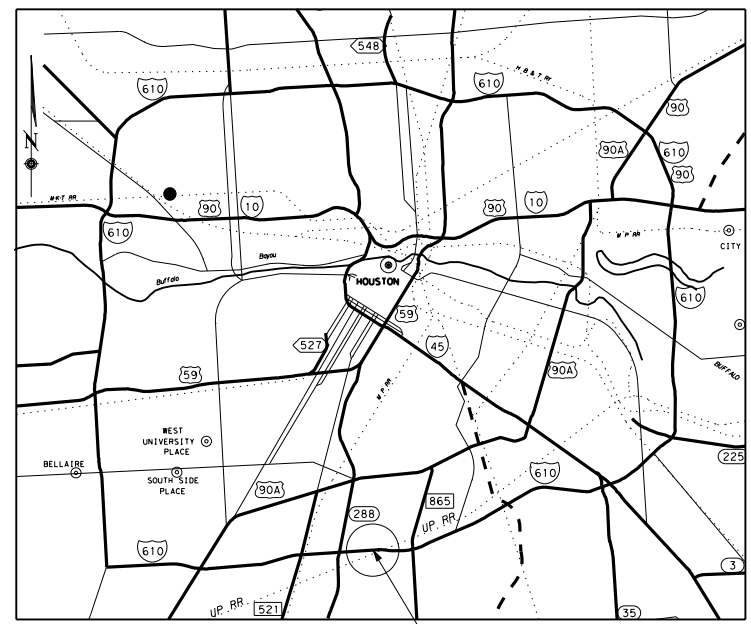 548
610
610
H.B.&T. RY
90
N
90A
610
90
M-K-T RR.
90
10
90
10
610
M.P. RR
CITY
Bayou
Buffalo
HOUSTON
610
59
527
45
59
90A
M.P. RR
BUFFALO
WEST
UNIVERSITY
PLACE
BELLAIRE
SOUTH SIDE
PLACE
225
610
90A
865
288
UP. RR
610
3
UP. RR
521
35